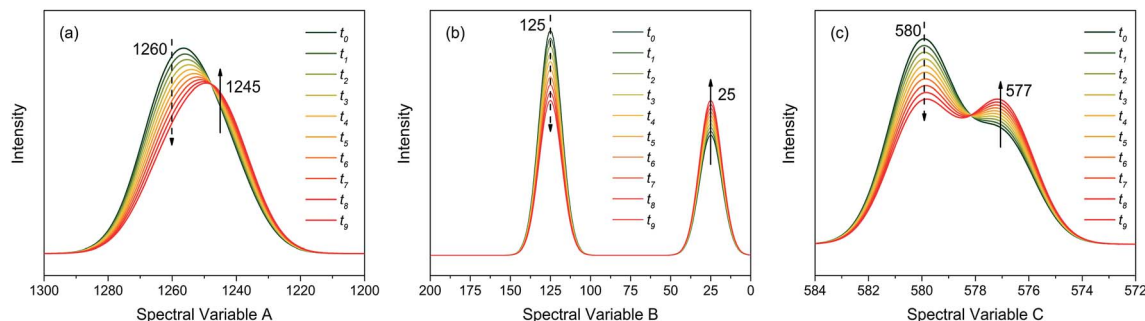 (a)
1260
1245
t0
t1
t2
t3
t4
t5
t6
t7
t8
t9
Intensity
1300 1280 1260 1240 1220 1200
Spectral Variable A
(b)
125
25
t0
t1
t2
t3
t4
t5
t6
t7
t8
t9
Intensity
200 175 150 125 100 75 50 25 0
Spectral Variable B
(c)
580
577
t0
t1
t2
t3
t4
t5
t6
t7
t8
t9
Intensity
584 582 580 578 576 574 572
Spectral Variable C